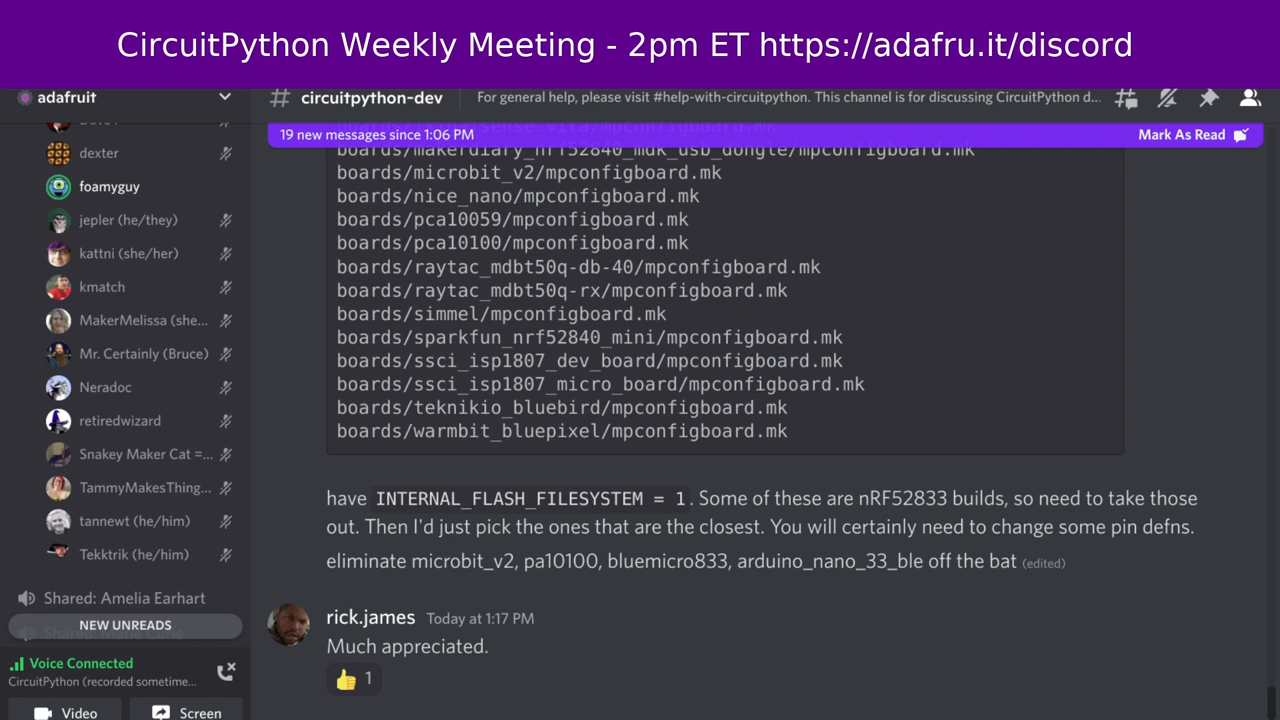 CircuitPython Weekly Meeting - 2pm ET https://adafru.it/discord
adafruit
# circuitpython-dev
For general help, please visit #help-with-circuitpython. This channel is for discussing CircuitPython d...
19 new messages since 1:06 PM
Mark As Read
dexter
foamyguy
jepler (he/they)
kattni (she/her)
kmatch
MakerMelissa (she...
Mr. Certainly (Bruce)
Neradoc
retiredwizard
Snakey Maker Cat =...
TammyMakesThing...
tannewt (he/him)
Tekktrik (he/him)
Shared: Amelia Earhart
NEW UNREADS
Voice Connected
CircuitPython (recorded sometime...
Video
Screen
boards/makerdiary_nrf52840_mdk_usb_dongle/mpconfigboard.mk
boards/microbit_v2/mpconfigboard.mk
boards/nice_nano/mpconfigboard.mk
boards/pca10059/mpconfigboard.mk
boards/pca10100/mpconfigboard.mk
boards/raytac_mdbt50q-db-40/mpconfigboard.mk
boards/raytac_mdbt50q-rx/mpconfigboard.mk
boards/simmel/mpconfigboard.mk
boards/sparkfun_nrf52840_mini/mpconfigboard.mk
boards/ssci_isp1807_dev_board/mpconfigboard.mk
boards/ssci_isp1807_micro_board/mpconfigboard.mk
boards/teknikio_bluebird/mpconfigboard.mk
boards/warmbit_bluepixel/mpconfigboard.mk
have INTERNAL_FLASH_FILESYSTEM = 1. Some of these are nRF52833 builds, so need to take those
out. Then I'd just pick the ones that are the closest. You will certainly need to change some pin defns.
eliminate microbit_v2, pa10100, bluemicro833, arduino_nano_33_ble off the bat (edited)
rick.james Today at 1:17 PM
Much appreciated.
1